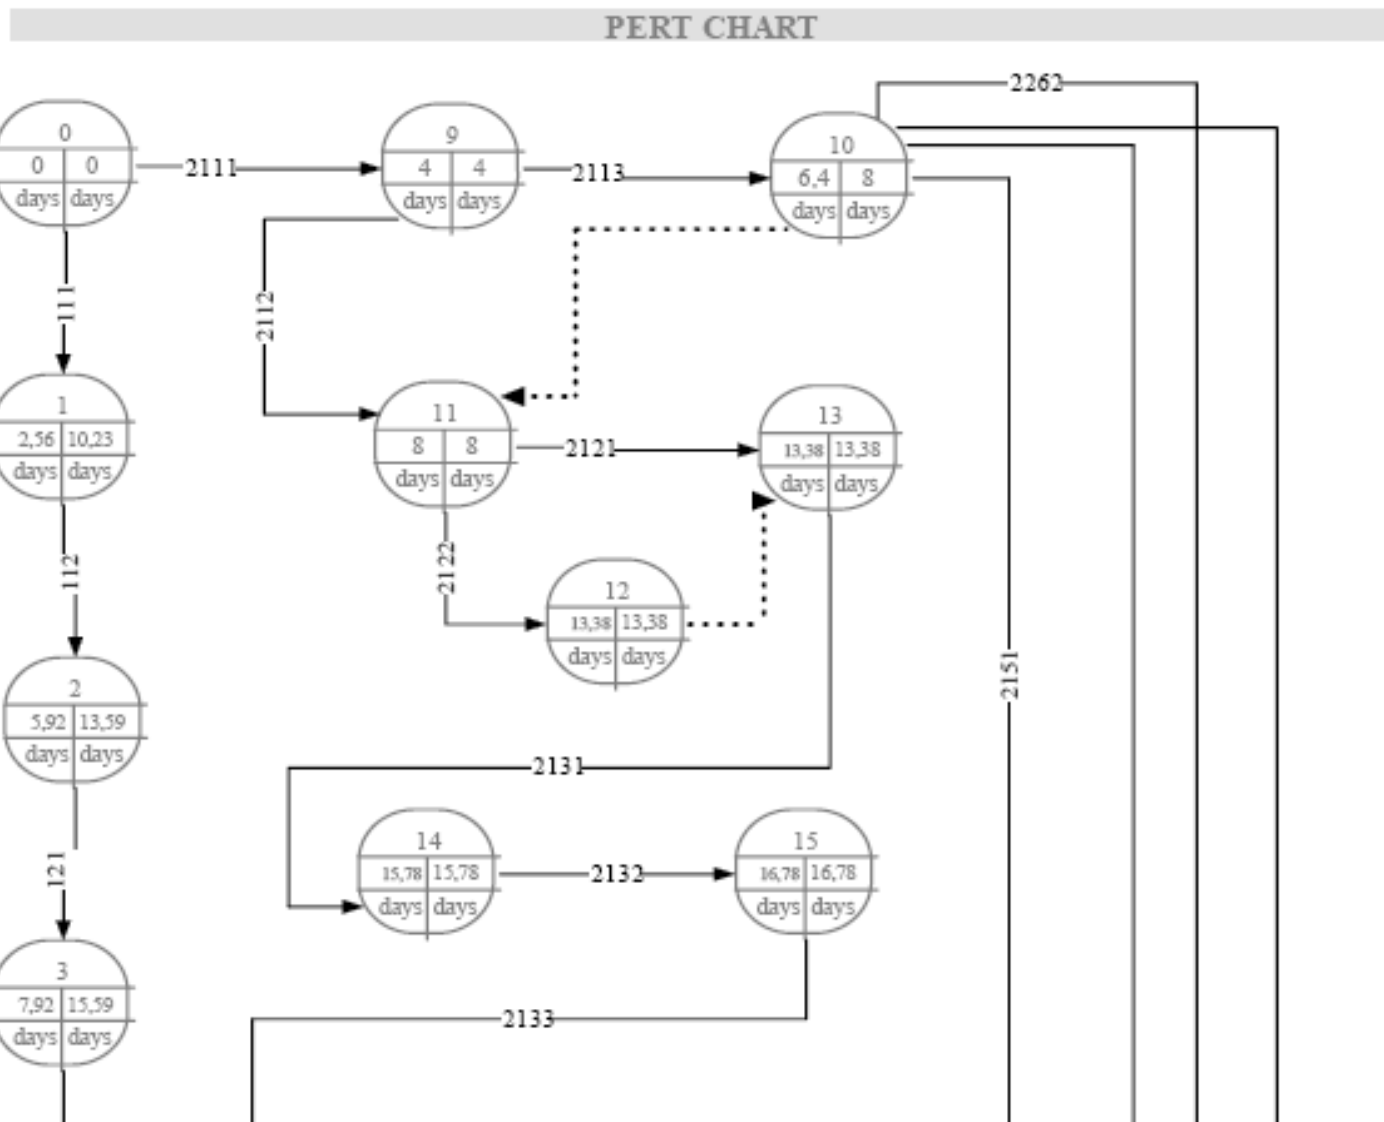 PERT CHART
2262
0
0 0
days days
2111
9
4 4
days days
2113
10
6,4 8
days days
111
2112
1
2,56 10,23
days days
11
8 8
days days
2121
13
13,38 13,38
days days
112
2122
12
13,38 13,38
days days
2151
2
5,92 13,59
days days
2131
121
14
15,78 15,78
days days
2132
15
16,78 16,78
days days
3
7,92 15,59
days days
2133